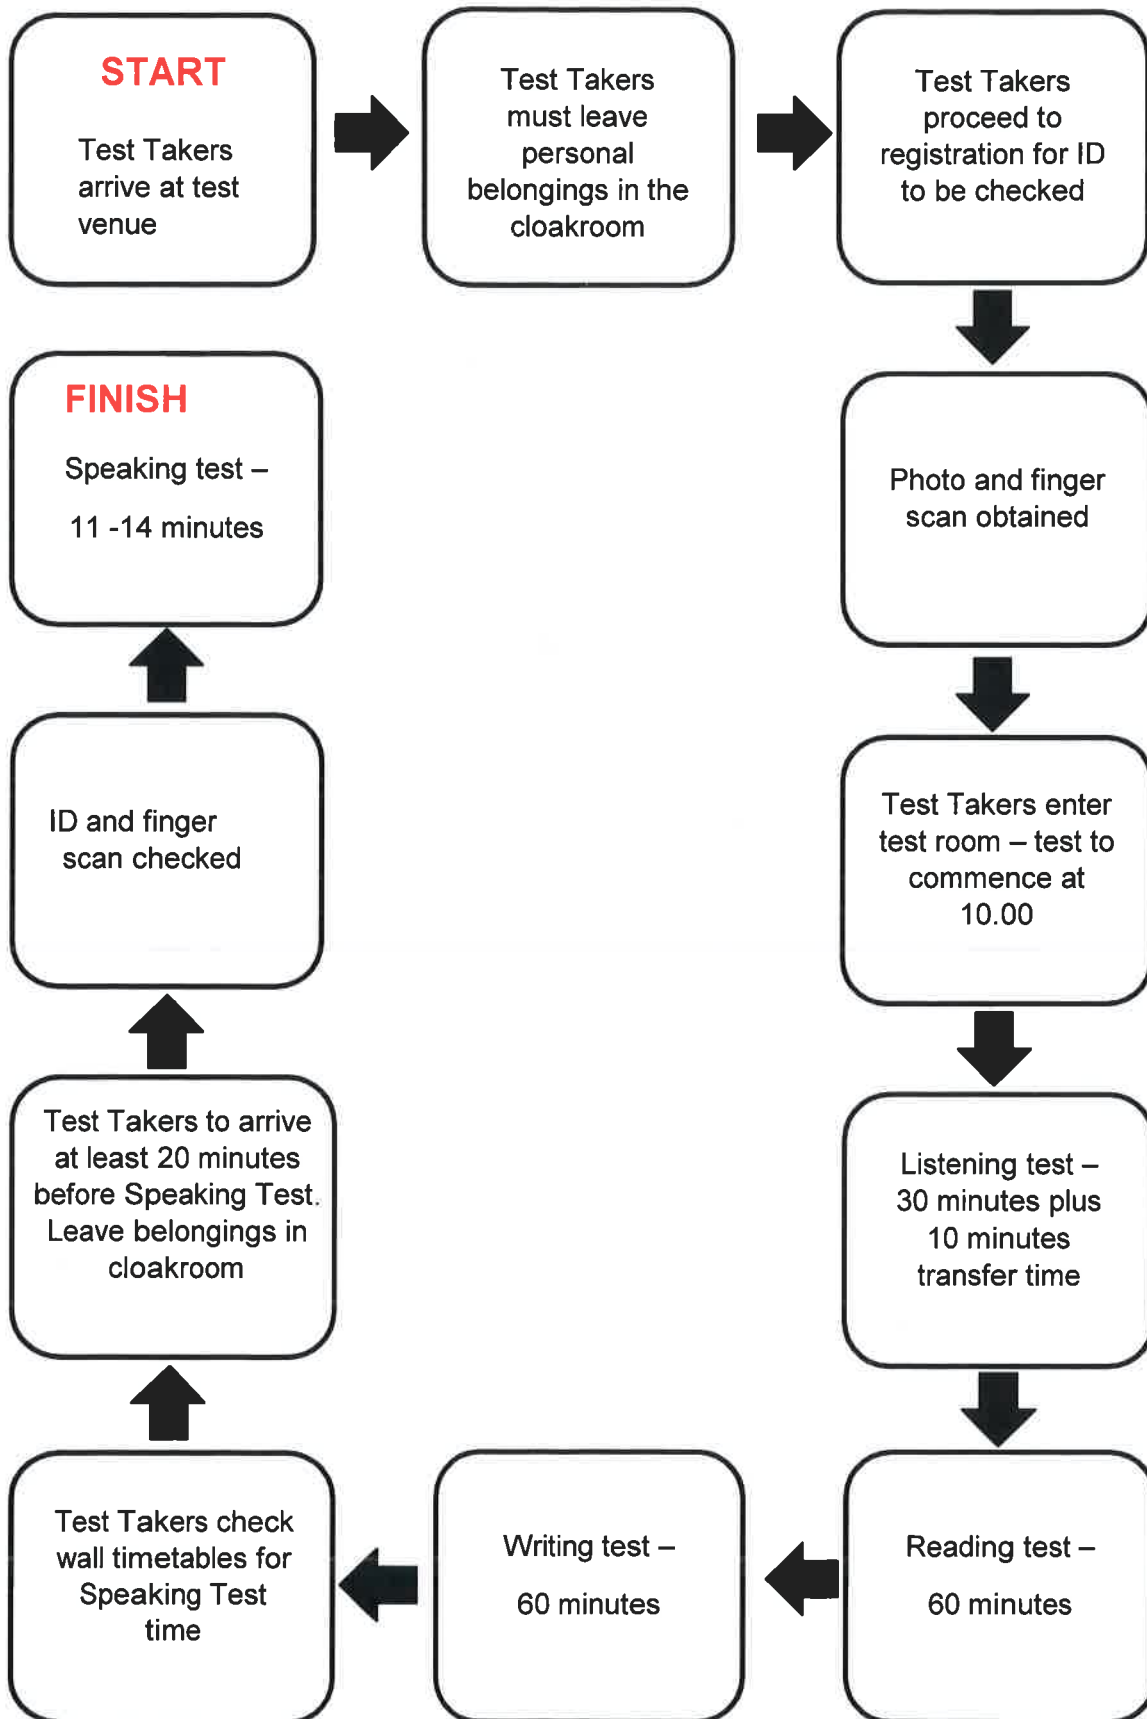 START
Test Takers
arrive at test
venue
Test Takers
must leave
personal
belongings in the
cloakroom
Test Takers
proceed to
registration for ID
to be checked
Photo and finger
scan obtained
Test Takers enter
test room – test to
commence at
10.00
Listening test –
30 minutes plus
10 minutes
transfer time
Reading test –
60 minutes
Writing test –
60 minutes
Test Takers check
wall timetables for
Speaking Test
time
Test Takers to arrive
at least 20 minutes
before Speaking Test.
Leave belongings in
cloakroom
ID and finger
scan checked
FINISH
Speaking test –
11 -14 minutes